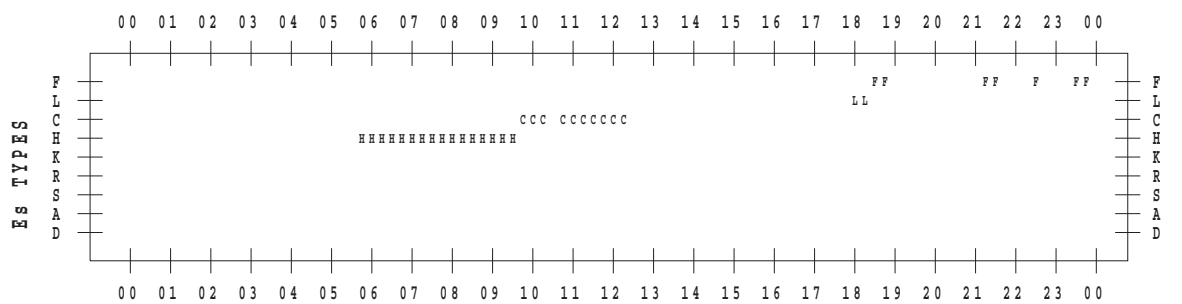 00 01 02 03 04 05 06 07 08 09 10 11 12 13 14 15 16 17 18 19 20 21 22 23 00
Es TYPES
F FF FF F FF F
L LL L
C CCC CCCCCCC C
H HHHHHHHHHHHHHHHH H
K K
R R
S S
A A
D D
00 01 02 03 04 05 06 07 08 09 10 11 12 13 14 15 16 17 18 19 20 21 22 23 00